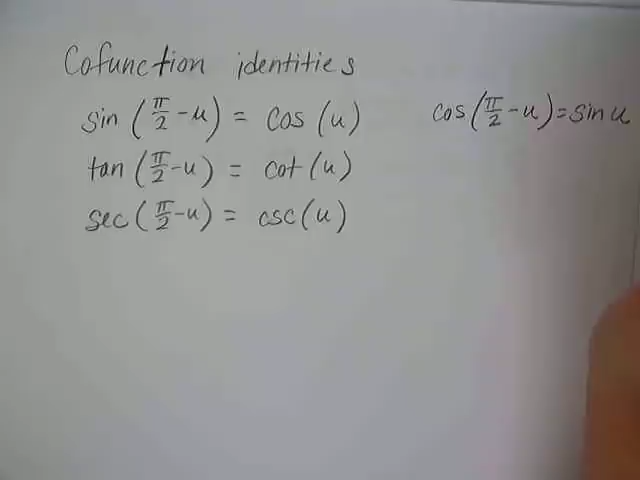 Cofunction identities
sin (π/2 - u) = cos (u)
cos (π/2 - u) = sin u
tan (π/2 - u) = cot (u)
sec (π/2 - u) = csc (u)